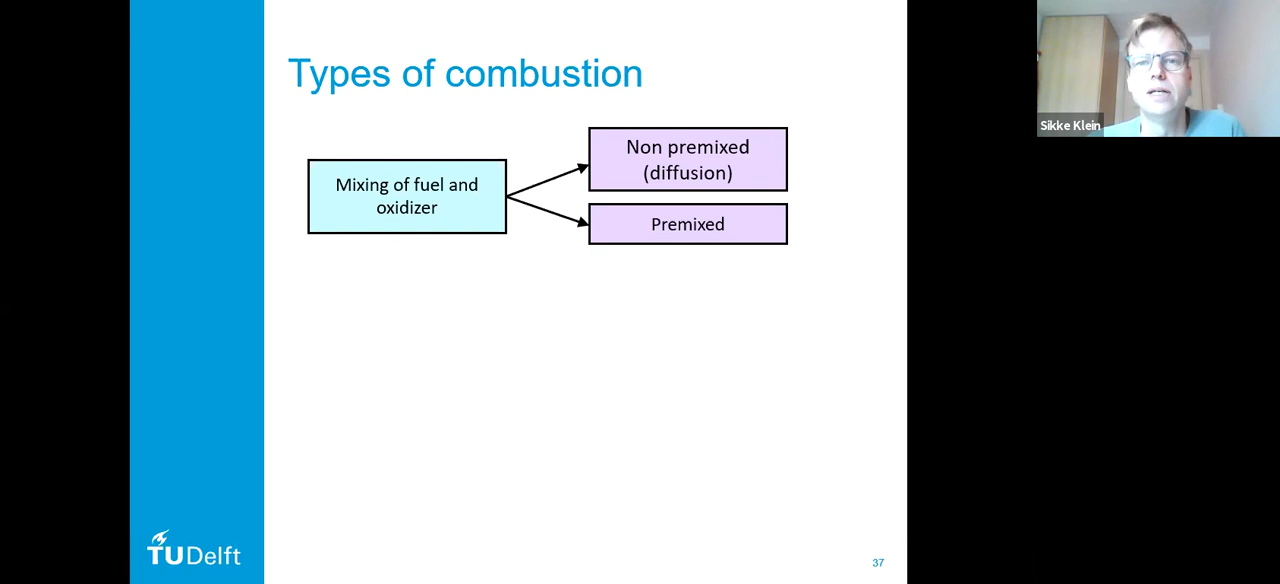 Types of combustion
Mixing of fuel and
oxidizer
Non premixed
(diffusion)
Premixed
Sikke Klein
TUDelft
37